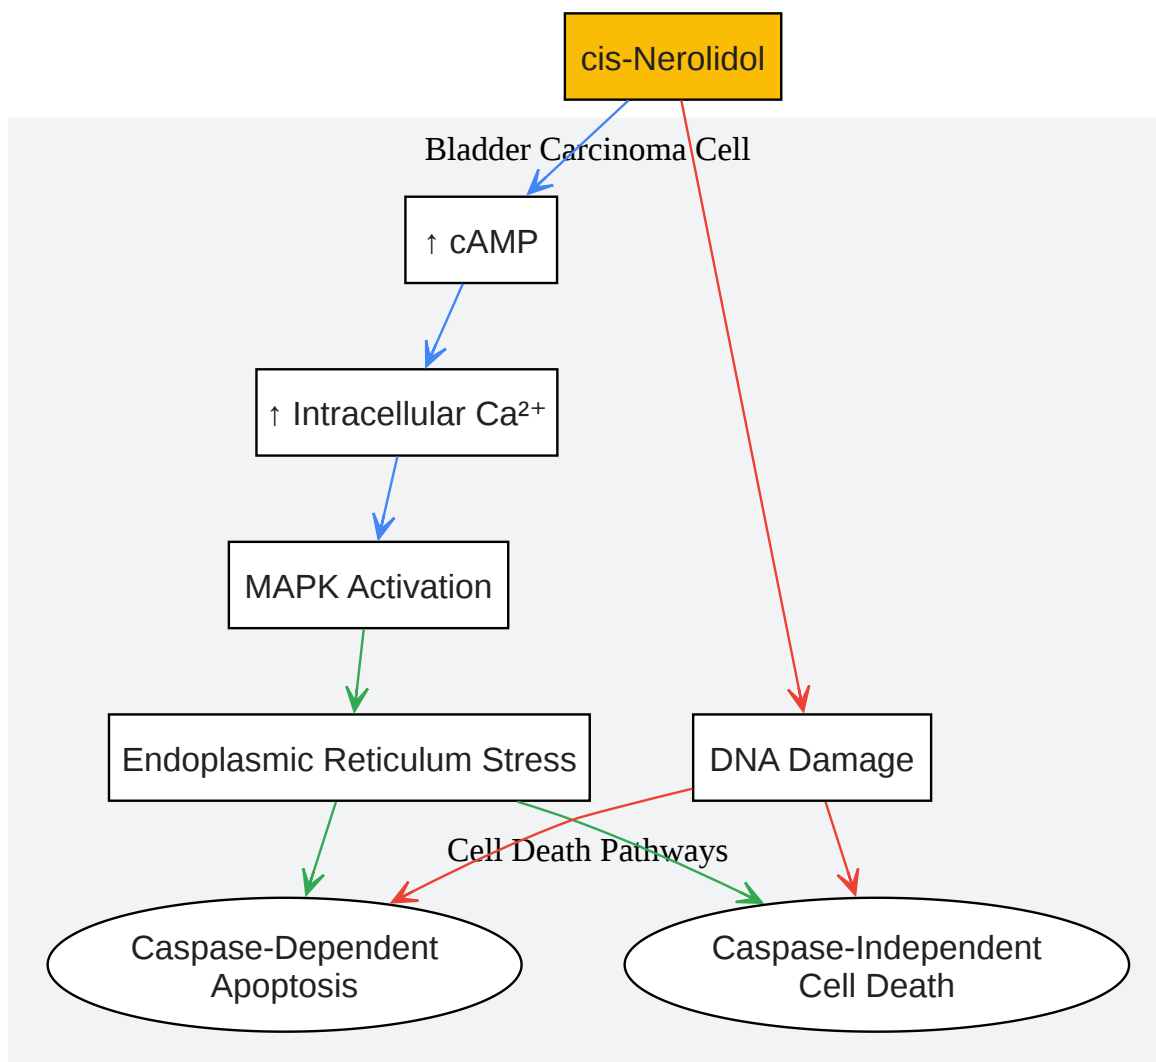 cis-Nerolidol
Bladder Carcinoma Cell
↑ cAMP
↑ Intracellular Ca²⁺
MAPK Activation
Endoplasmic Reticulum Stress
DNA Damage
Cell Death Pathways
Caspase-Dependent
Apoptosis
Caspase-Independent
Cell Death